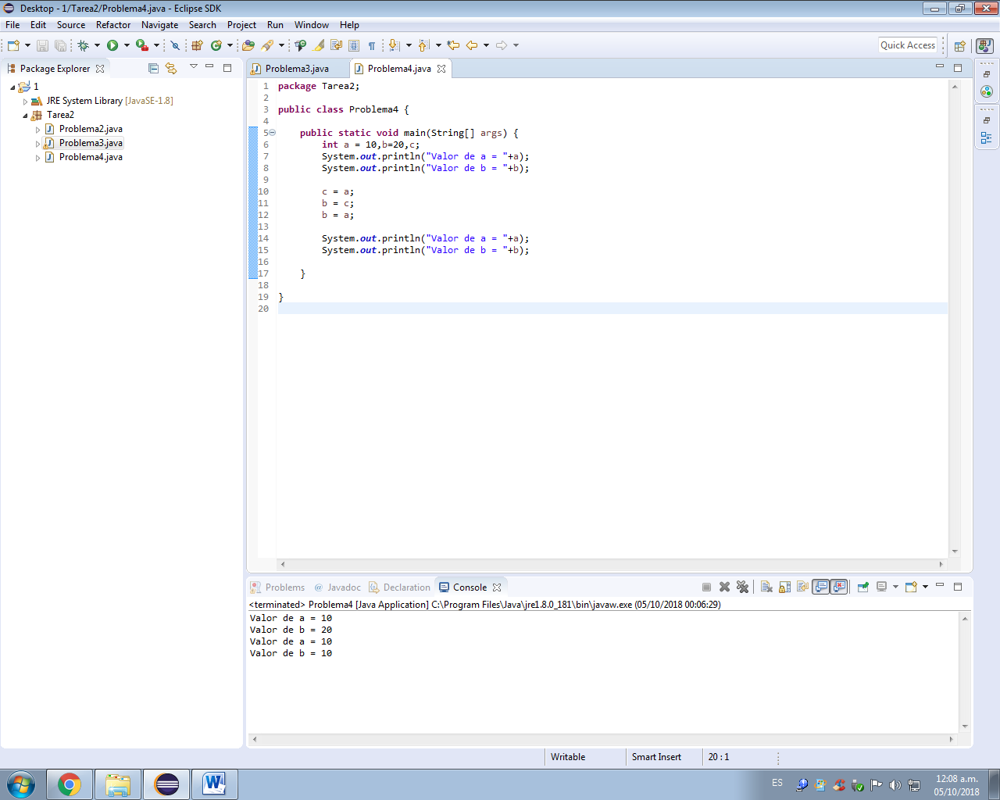 Desktop - 1/Tarea2/Problema4.java - Eclipse SDK
File Edit Source Refactor Navigate Search Project Run Window Help
Quick Access
Package Explorer
1
JRE System Library [JavaSE-1.8]
Tarea2
Problema2.java
Problema3.java
Problema4.java
Problema3.java Problema4.java
1 package Tarea2;
2
3 public class Problema4 {
4
5 public static void main(String[] args) {
6 int a = 10,b=20,c;
7 System.out.println("Valor de a = "+a);
8 System.out.println("Valor de b = "+b);
9
10 c = a;
11 b = c;
12 b = a;
13
14 System.out.println("Valor de a = "+a);
15 System.out.println("Valor de b = "+b);
16
17 }
18
19 }
20
Problems @ Javadoc Declaration Console
<terminated> Problema4 [Java Application] C:\Program Files\Java\jre1.8.0_181\bin\javaw.exe (05/10/2018 00:06:29)
Valor de a = 10
Valor de b = 20
Valor de a = 10
Valor de b = 10
Writable Smart Insert 20 : 1
ES
12:08 a.m.
05/10/2018